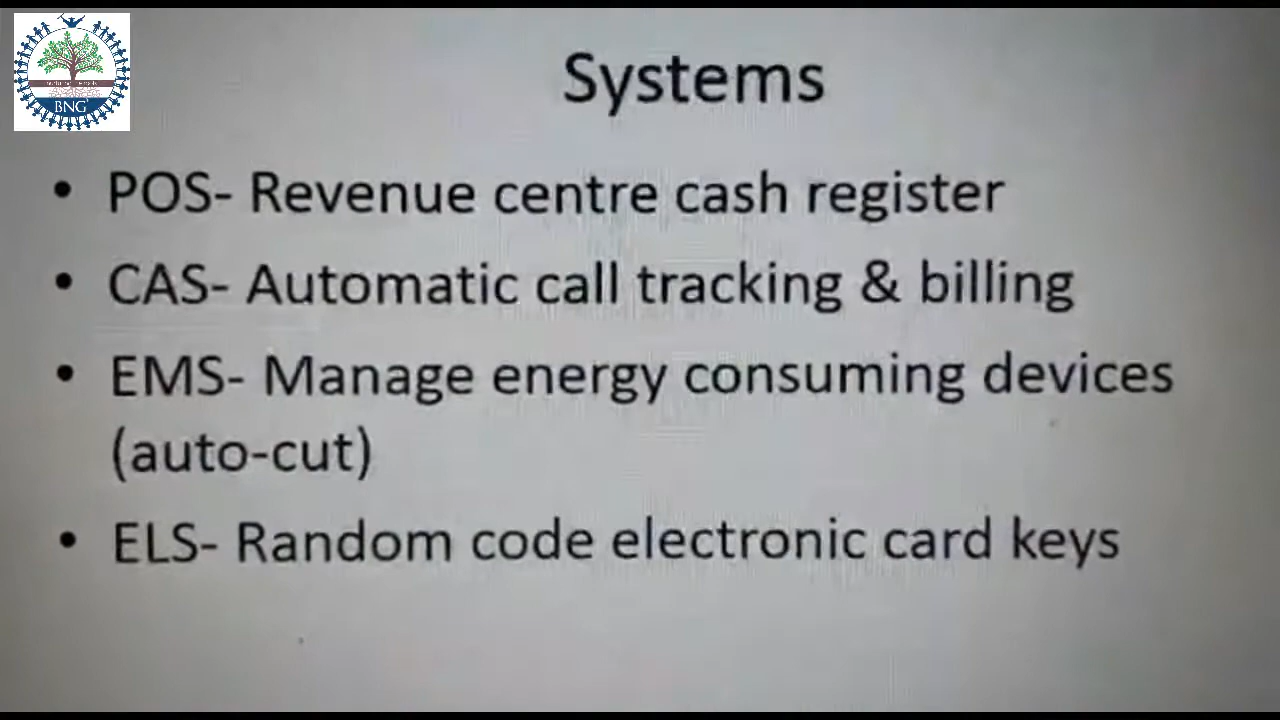 Systems
• POS- Revenue centre cash register
• CAS- Automatic call tracking & billing
• EMS- Manage energy consuming devices
(auto-cut)
• ELS- Random code electronic card keys
BNG